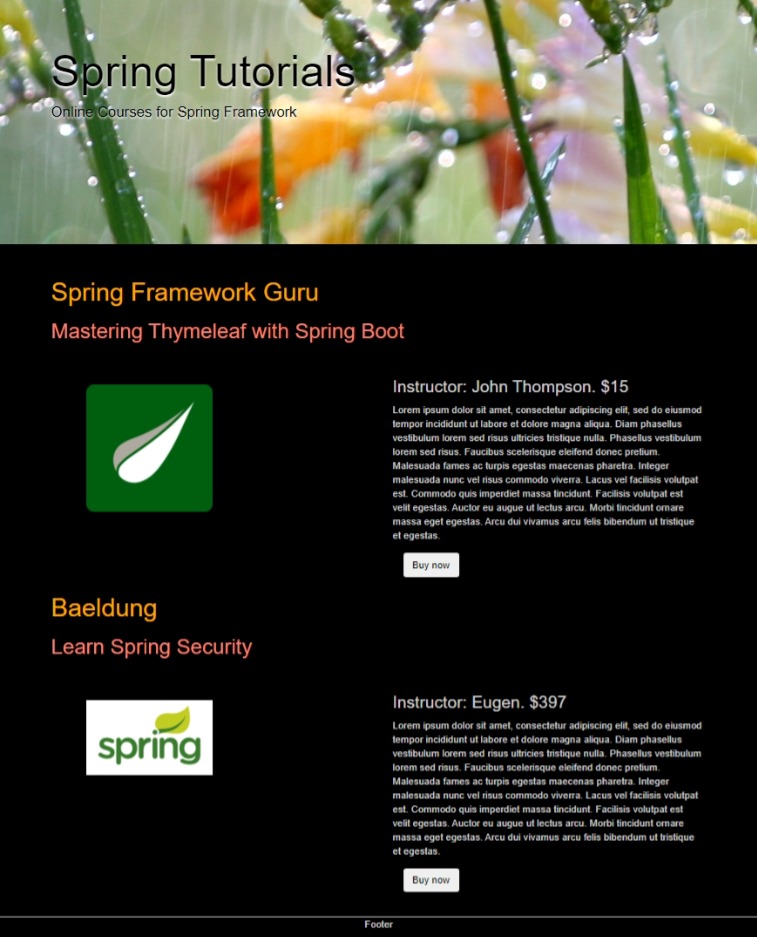 Spring Tutorials
Online Courses for Spring Framework
Spring Framework Guru
Mastering Thymeleaf with Spring Boot
Instructor: John Thompson. $15
Lorem ipsum dolor sit amet, consectetur adipiscing elit, sed do eiusmod
tempor incididunt ut labore et dolore magna aliqua. Diam phasellus
vestibulum lorem sed risus ultricies tristique nulla. Phasellus vestibulum
lorem sed risus. Faucibus scelerisque eleifend donec pretium.
Malesuada fames ac turpis egestas maecenas pharetra. Integer
malesuada nunc vel risus commodo viverra. Lacus vel facilisis volutpat
est. Commodo quis imperdiet massa tincidunt. Facilisis volutpat est
velit egestas. Auctor eu augue ut lectus arcu. Morbi tincidunt ornare
massa eget egestas. Arcu dui vivamus arcu felis bibendum ut tristique
et egestas.
Buy now
Baeldung
Learn Spring Security
spring
Instructor: Eugen. $397
Lorem ipsum dolor sit amet, consectetur adipiscing elit, sed do eiusmod
tempor incididunt ut labore et dolore magna aliqua. Diam phasellus
vestibulum lorem sed risus ultricies tristique nulla. Phasellus vestibulum
lorem sed risus. Faucibus scelerisque eleifend donec pretium.
Malesuada fames ac turpis egestas maecenas pharetra. Integer
malesuada nunc vel risus commodo viverra. Lacus vel facilisis volutpat
est. Commodo quis imperdiet massa tincidunt. Facilisis volutpat est
velit egestas. Auctor eu augue ut lectus arcu. Morbi tincidunt ornare
massa eget egestas. Arcu dui vivamus arcu felis bibendum ut tristique
et egestas.
Buy now
Footer